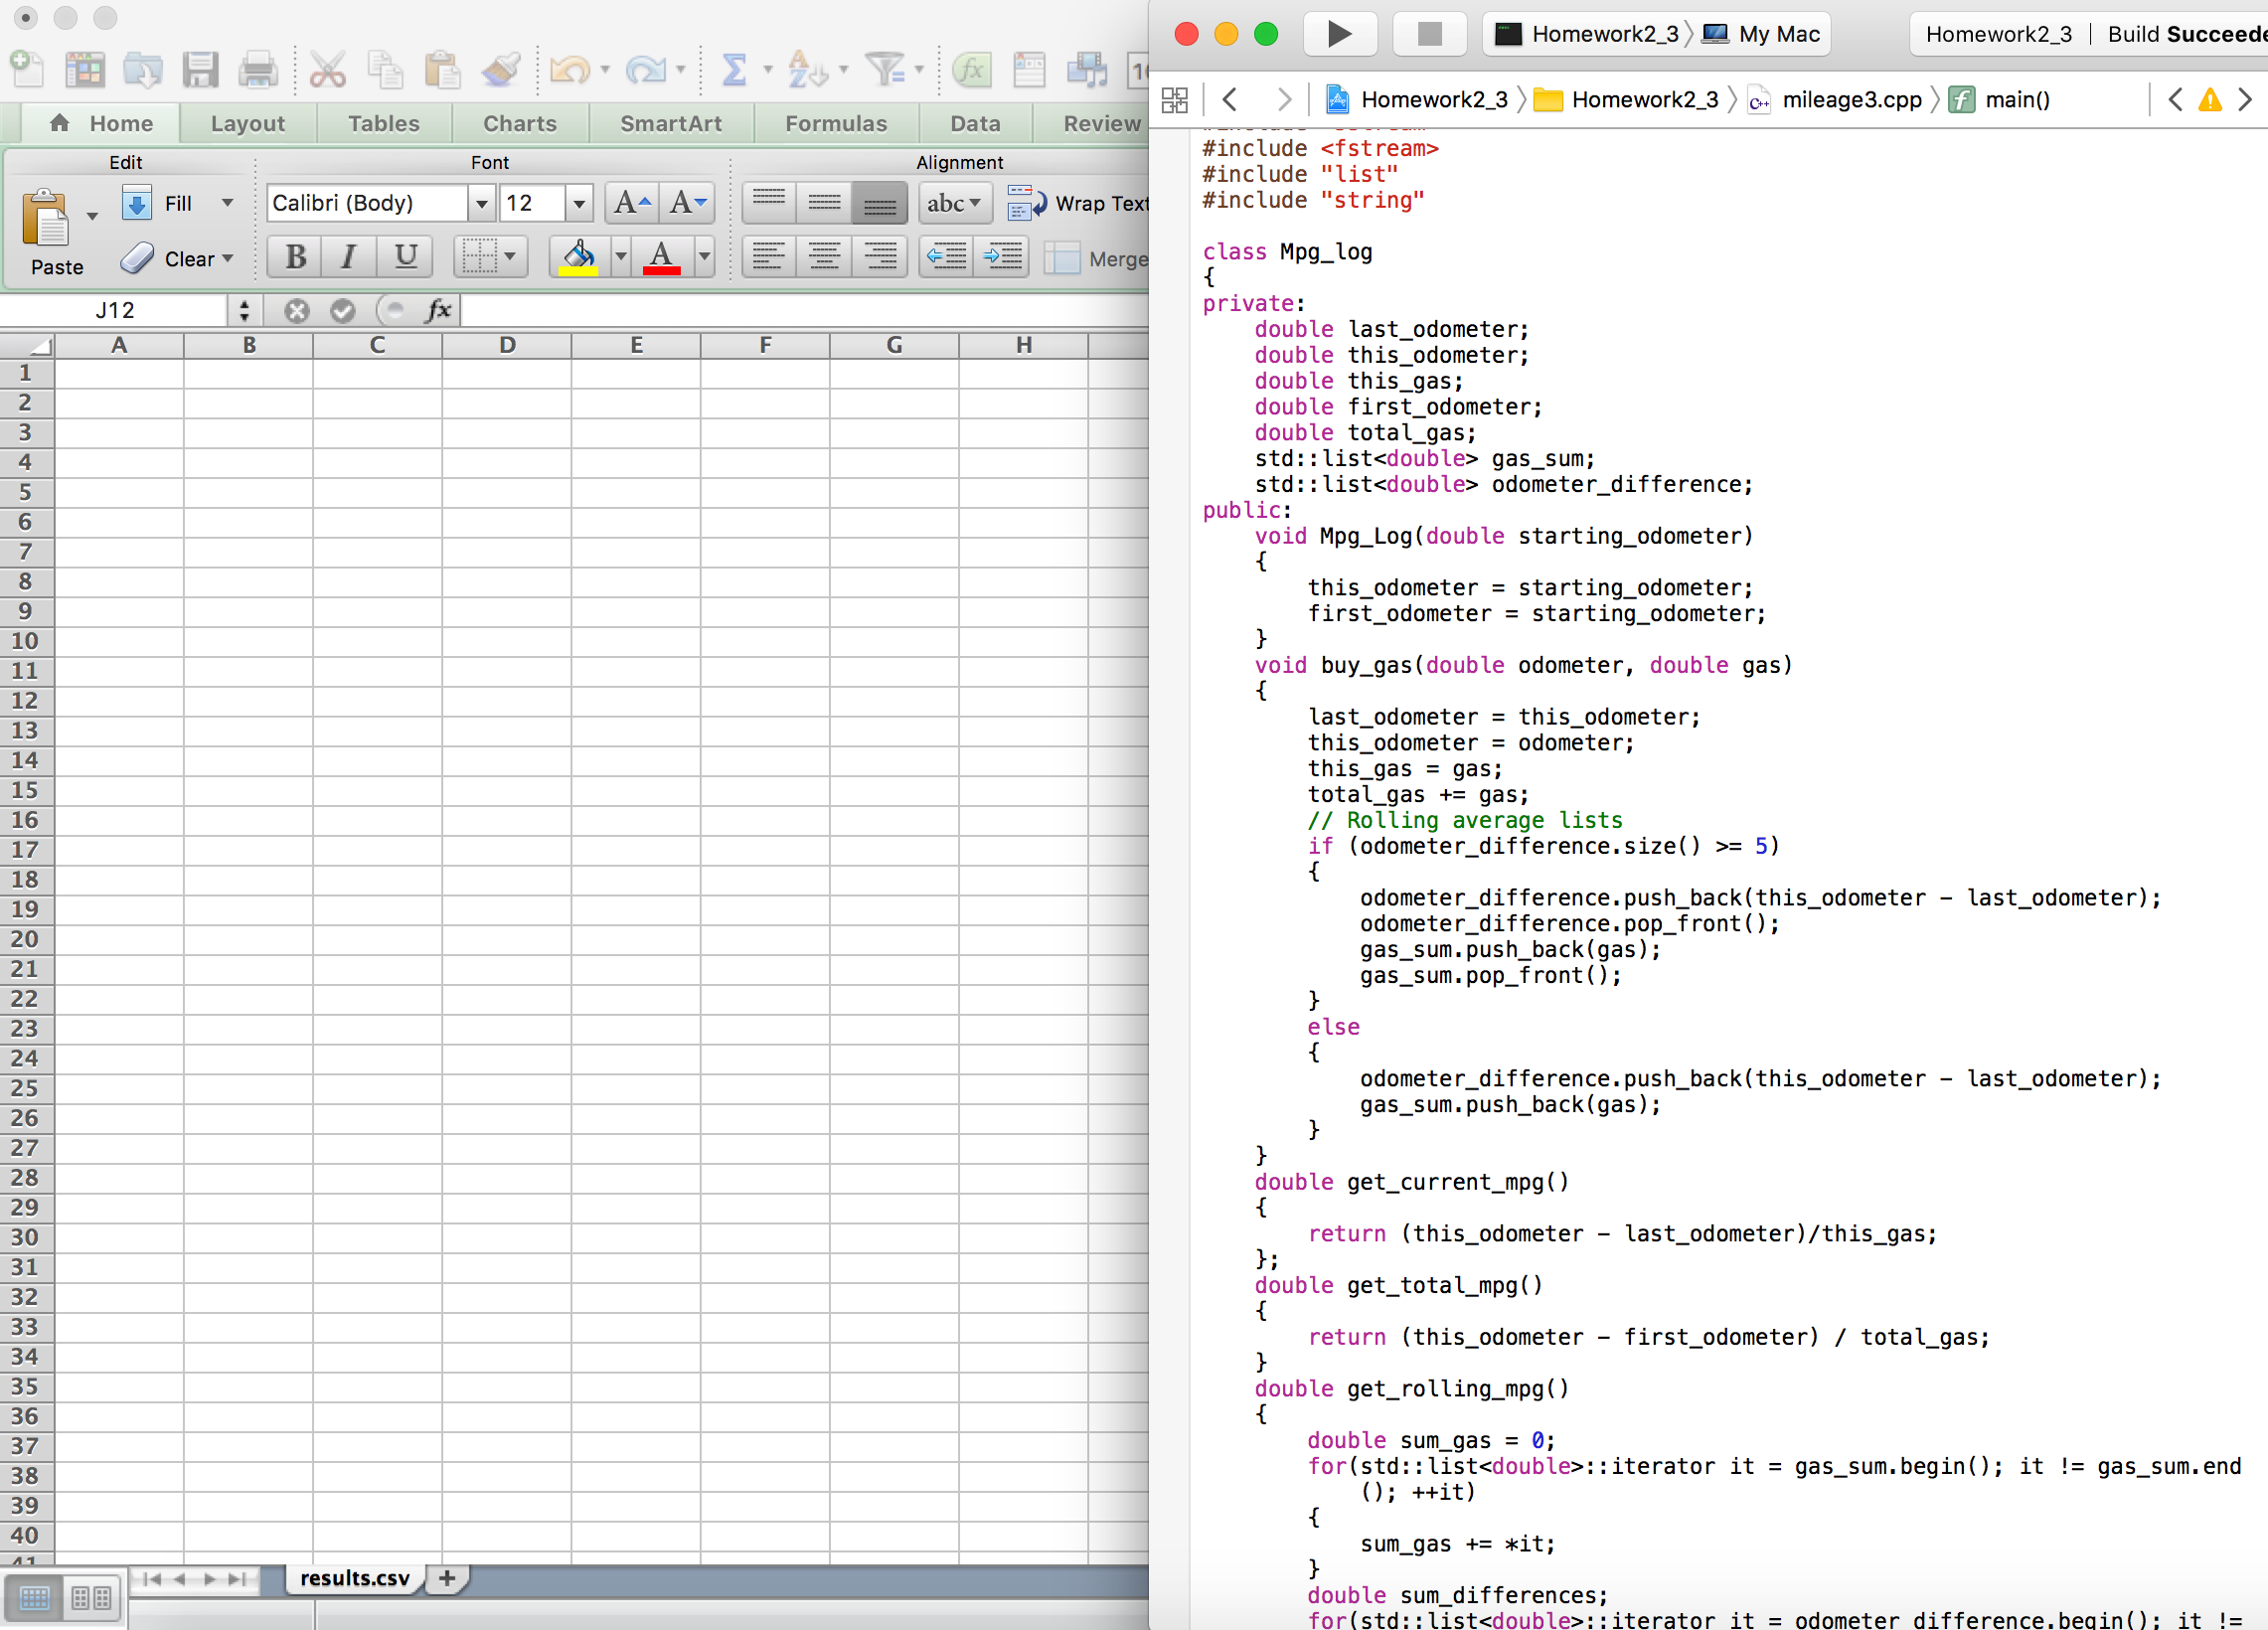 Home Layout Tables Charts SmartArt Formulas Data Review
Edit Font Alignment
Fill Calibri (Body) 12 A A abc Wrap Text
Paste Clear B I U A Merge
J12 fx
A B C D E F G H
1
2
3
4
5
6
7
8
9
10
11
12
13
14
15
16
17
18
19
20
21
22
23
24
25
26
27
28
29
30
31
32
33
34
35
36
37
38
39
40
41
results.csv +
Homework2_3 My Mac Homework2_3 | Build Succeede
Homework2_3 Homework2_3 mileage3.cpp main()
#include <fstream>
#include "list"
#include "string"
class Mpg_log
{
private:
    double last_odometer;
    double this_odometer;
    double this_gas;
    double first_odometer;
    double total_gas;
    std::list<double> gas_sum;
    std::list<double> odometer_difference;
public:
    void Mpg_Log(double starting_odometer)
    {
        this_odometer = starting_odometer;
        first_odometer = starting_odometer;
    }
    void buy_gas(double odometer, double gas)
    {
        last_odometer = this_odometer;
        this_odometer = odometer;
        this_gas = gas;
        total_gas += gas;
        // Rolling average lists
        if (odometer_difference.size() >= 5)
        {
            odometer_difference.push_back(this_odometer - last_odometer);
            odometer_difference.pop_front();
            gas_sum.push_back(gas);
            gas_sum.pop_front();
        }
        else
        {
            odometer_difference.push_back(this_odometer - last_odometer);
            gas_sum.push_back(gas);
        }
    }
    double get_current_mpg()
    {
        return (this_odometer - last_odometer)/this_gas;
    };
    double get_total_mpg()
    {
        return (this_odometer - first_odometer) / total_gas;
    }
    double get_rolling_mpg()
    {
        double sum_gas = 0;
        for(std::list<double>::iterator it = gas_sum.begin(); it != gas_sum.end
            (); ++it)
        {
            sum_gas += *it;
        }
        double sum_differences;
        for(std::list<double>::iterator it = odometer_difference.begin(); it !=